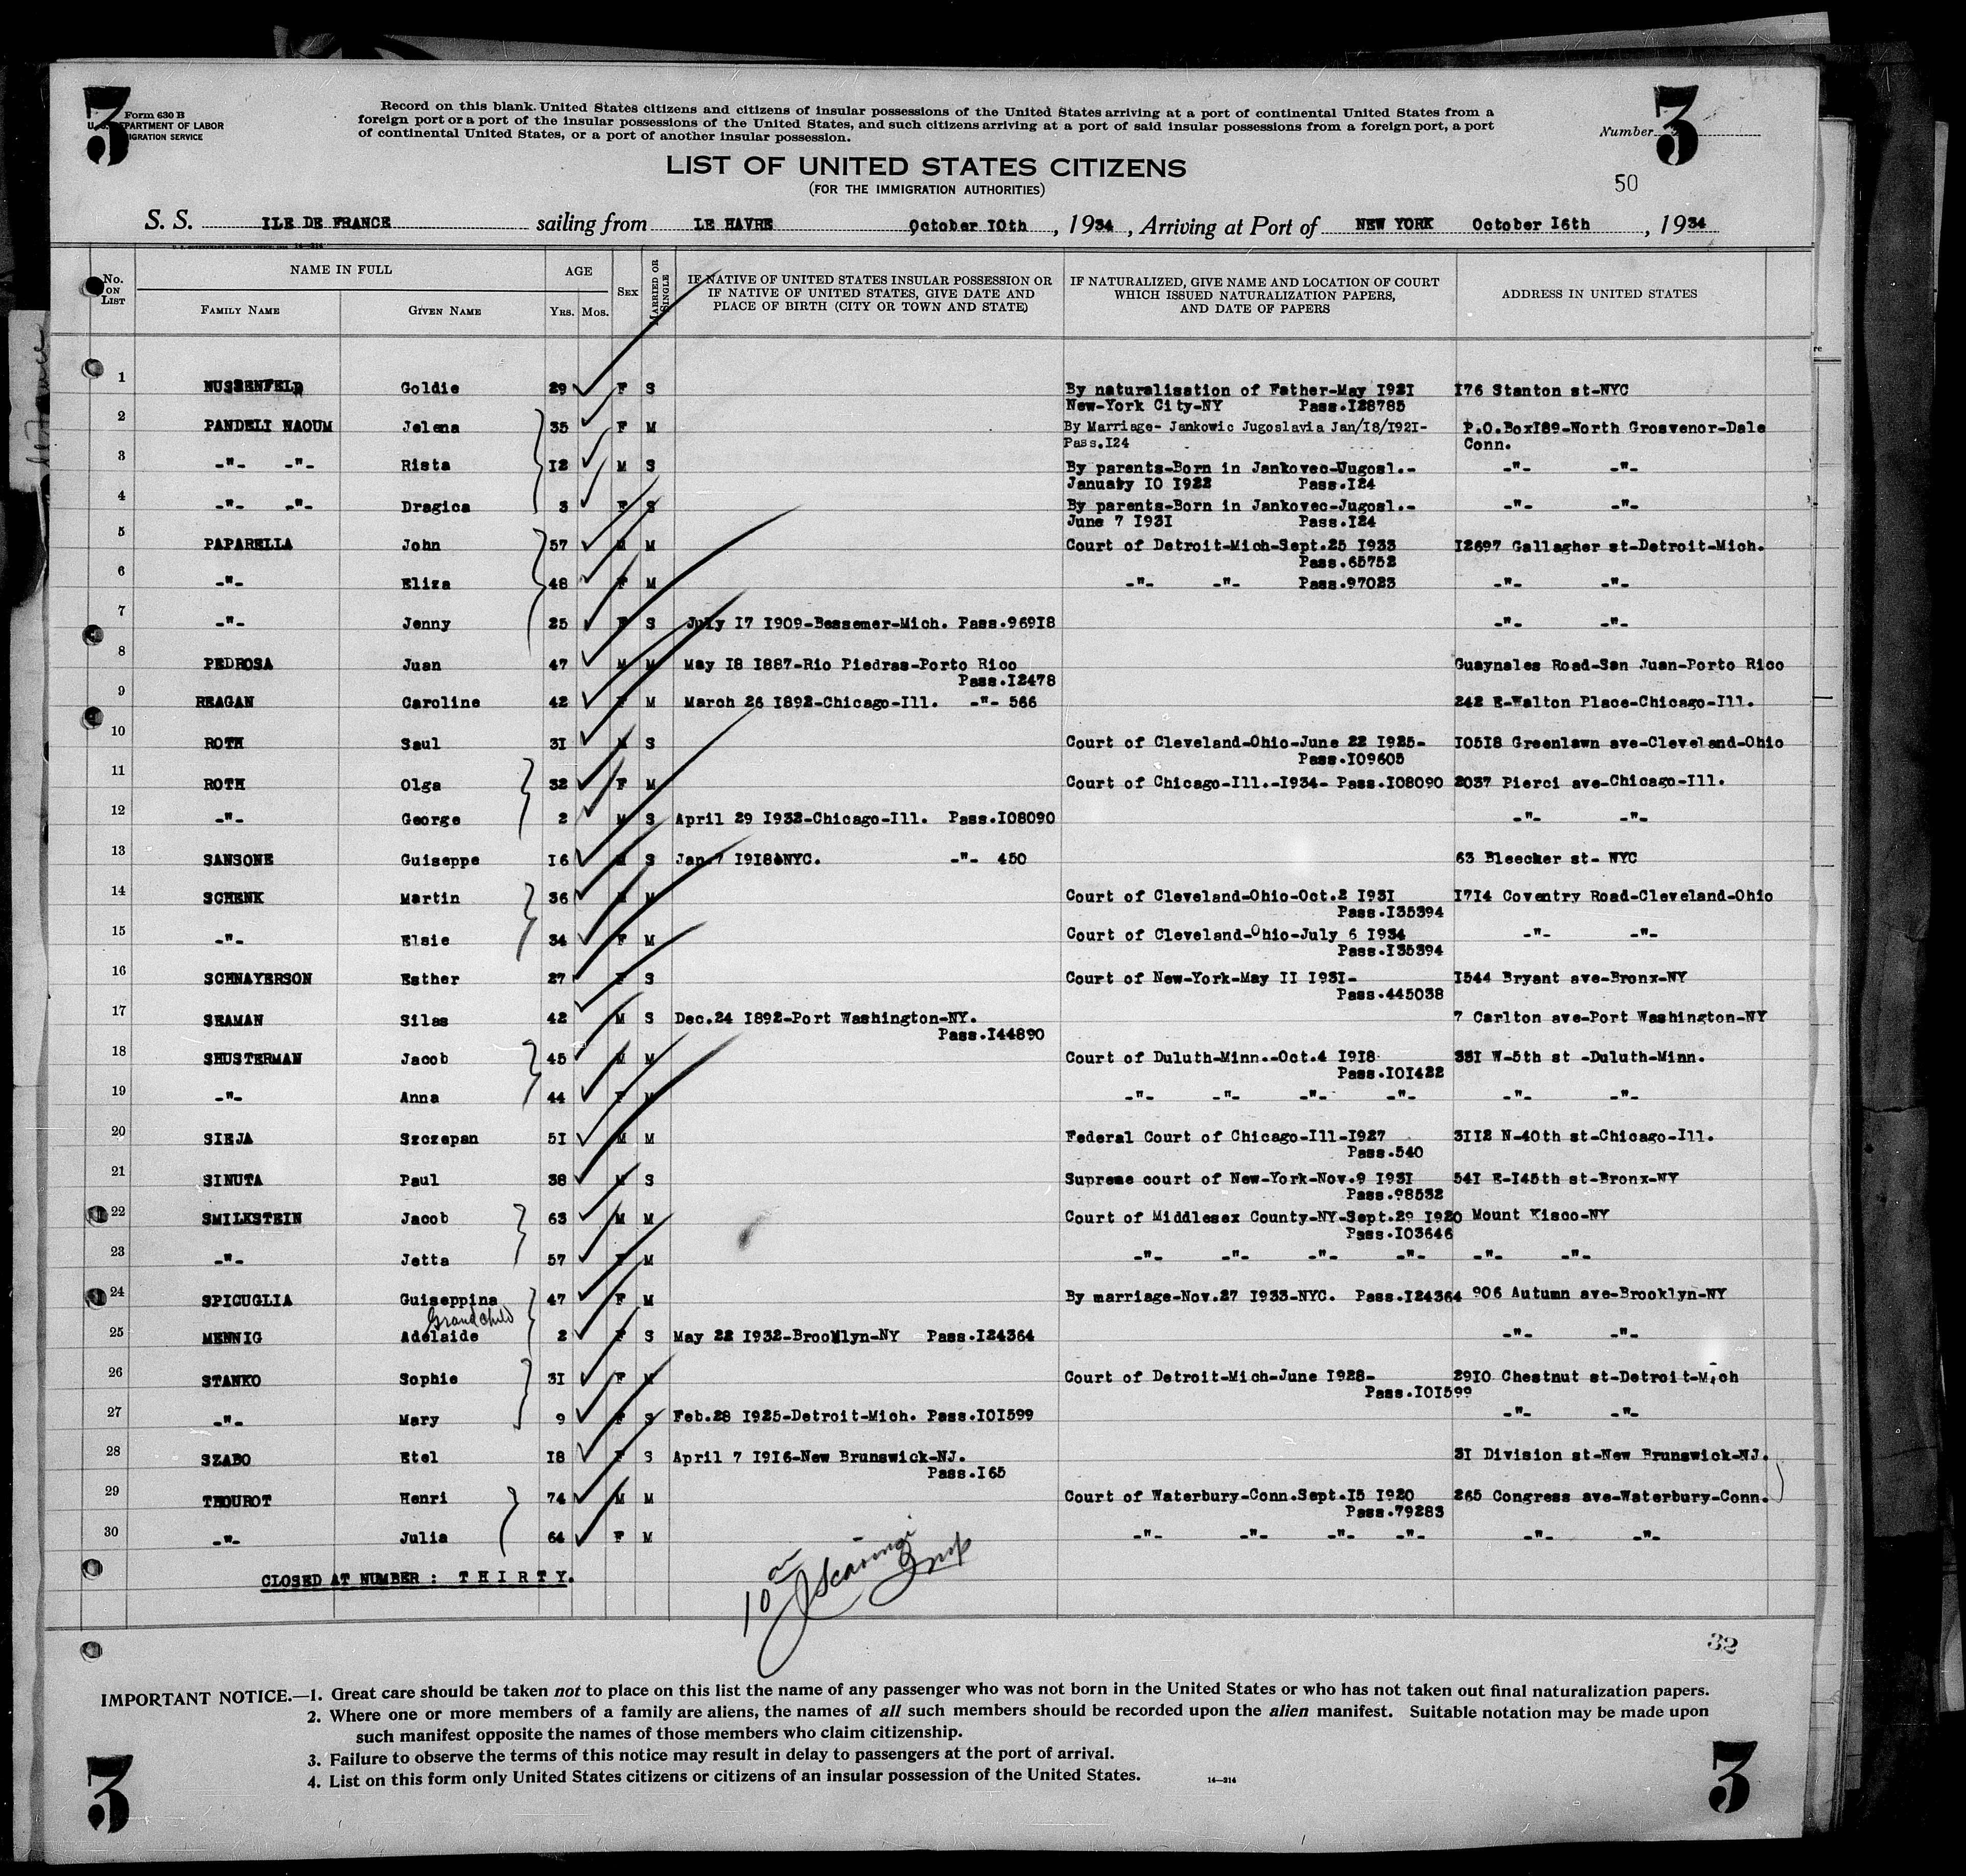 3
3
Form 630 B
U. S. DEPARTMENT OF LABOR
IMMIGRATION SERVICE
Record on this blank. United States citizens and citizens of insular possessions of the United States arriving at a port of continental United States from a
foreign port or a port of the insular possessions of the United States, and such citizens arriving at a port of said insular possessions from a foreign port, a port
of continental United States, or a port of another insular possession.
Number
LIST OF UNITED STATES CITIZENS
(FOR THE IMMIGRATION AUTHORITIES)
50
S. S. ILE DE FRANCE sailing from LE HAVRE October 10th, 1934, Arriving at Port of NEW YORK October 16th, 1934
No. ON LIST NAME IN FULL FAMILY NAME GIVEN NAME AGE YRS. MOS. SEX MARRIED OR SINGLE IF NATIVE OF UNITED STATES INSULAR POSSESSION OR IF NATIVE OF UNITED STATES, GIVE DATE AND PLACE OF BIRTH (CITY OR TOWN AND STATE) IF NATURALIZED, GIVE NAME AND LOCATION OF COURT WHICH ISSUED NATURALIZATION PAPERS, AND DATE OF PAPERS ADDRESS IN UNITED STATES
1 NUSSENFELD Goldie 29 F S By naturalisation of Father-May 1921 176 Stanton st-NYC
New-York City-NY Pass.128785
2 PANDELI NAOUM Jelena 35 F M By Marriage- Jankowic Jugoslavia Jan/18/1921- P.O.Box189-North Grosvenor-Dale
Pass.124 Conn.
3 -"- -"- Rista 12 M S By parents-Born in Jankovec-Uugosl.- -"- -"-
January 10 1922 Pass.124
4 -"- -"- Dragica 3 F S By parents-Born in Jankovec-Jugosl.- -"- -"-
June 7 1931 Pass.124
5 PAPARELLA John 57 M M Court of Detroit-Mich-Sept.25 1933 12697 Gallagher st-Detroit-Mich.
Pass.65752
6 -"- Eliza 48 F M -"- -"- Pass.97023 -"- -"-
7 -"- Jenny 25 F S July 17 1909-Bessemer-Mich. Pass.96918 -"- -"-
8 PEDROSA Juan 47 M M May 18 1887-Rio Piedras-Porto Rico Guaynales Road-San Juan-Porto Rico
Pass.12478
9 REAGAN Caroline 42 F M March 26 1892-Chicago-Ill. -"- 566 242 E-Walton Place-Chicago-Ill.
10 ROTH Saul 31 M S Court of Cleveland-Ohio-June 22 1925- 10518 Greenlawn ave-Cleveland-Ohio
Pass.109605
11 ROTH Olga 32 F M Court of Chicago-Ill.-1934- Pass.108090 2037 Pierci ave-Chicago-Ill.
12 -"- George 2 M S April 29 1932-Chicago-Ill. Pass.108090 -"- -"-
13 SANSONE Guiseppe 16 M S Jan.7 1918-NYC. -"- 450 63 Bleecker st- NYC
14 SCHENK Martin 36 M M Court of Cleveland-Ohio-Oct.2 1931 1714 Coventry Road-Cleveland-Ohio
Pass.135394
15 -"- Elsie 34 F M Court of Cleveland-Ohio-July 6 1934 -"- -"-
Pass.135394
16 SCHNAYERSON Esther 27 F S Court of New-York-May 11 1931- 1544 Bryant ave-Bronx-NY
Pass.445038
17 SEAMAN Silas 42 M S Dec.24 1892-Port Washington-NY. 7 Carlton ave-Port Washington-NY
Pass.144890
18 SHUSTERMAN Jacob 45 M M Court of Duluth-Minn.-Oct.4 1918 331 W-5th st -Duluth-Minn.
Pass.101422
19 -"- Anna 44 F M -"- -"- -"- -"- -"- -"-
20 SIEJA Szczepan 51 M M Federal Court of Chicago-Ill-1927 3112 N-40th st-Chicago-Ill.
Pass.540
21 SINUTA Paul 38 M S Supreme court of New-York-Nov.9 1931 541 E-145th st-Bronx-NY
Pass.98532
22 SMILKSTEIN Jacob 63 M M Court of Middlesex County-NY-Sept.29 1920 Mount Kisco-NY
Pass.103646
23 -"- Jetta 57 F M -"- -"- -"- -"- -"- -"-
24 SPICUGLIA Guiseppina 47 F M By marriage-Nov.27 1933-NYC. Pass.124364 906 Autumn ave-Brooklyn-NY
Grandchild
25 MENNIG Adelaide 2 F S May 22 1932-Brooklyn-NY Pass.124364 -"- -"-
26 STANKO Sophie 31 F M Court of Detroit-Mich-June 1928- 2910 Chestnut st-Detroit-Mich
Pass.101599
27 -"- Mary 9 F S Feb.28 1925-Detroit-Mich. Pass.101599 -"- -"-
28 SZABO Etel 18 F S April 7 1916-New Brunswick-NJ. 31 Division st-New Brunswick-NJ.
Pass.165
29 THOUROT Henri 74 M M Court of Waterbury-Conn.Sept.15 1920 265 Congress ave-Waterbury-Conn.
Pass.79283
30 -"- Julia 64 F M -"- -"- -"- -"- -"- -"-
CLOSED AT NUMBER : T H I R T Y.
10
32
IMPORTANT NOTICE.—1. Great care should be taken not to place on this list the name of any passenger who was not born in the United States or who has not taken out final naturalization papers.
2. Where one or more members of a family are aliens, the names of all such members should be recorded upon the alien manifest. Suitable notation may be made upon
such manifest opposite the names of those members who claim citizenship.
3. Failure to observe the terms of this notice may result in delay to passengers at the port of arrival.
4. List on this form only United States citizens or citizens of an insular possession of the United States.
14—214
3
3